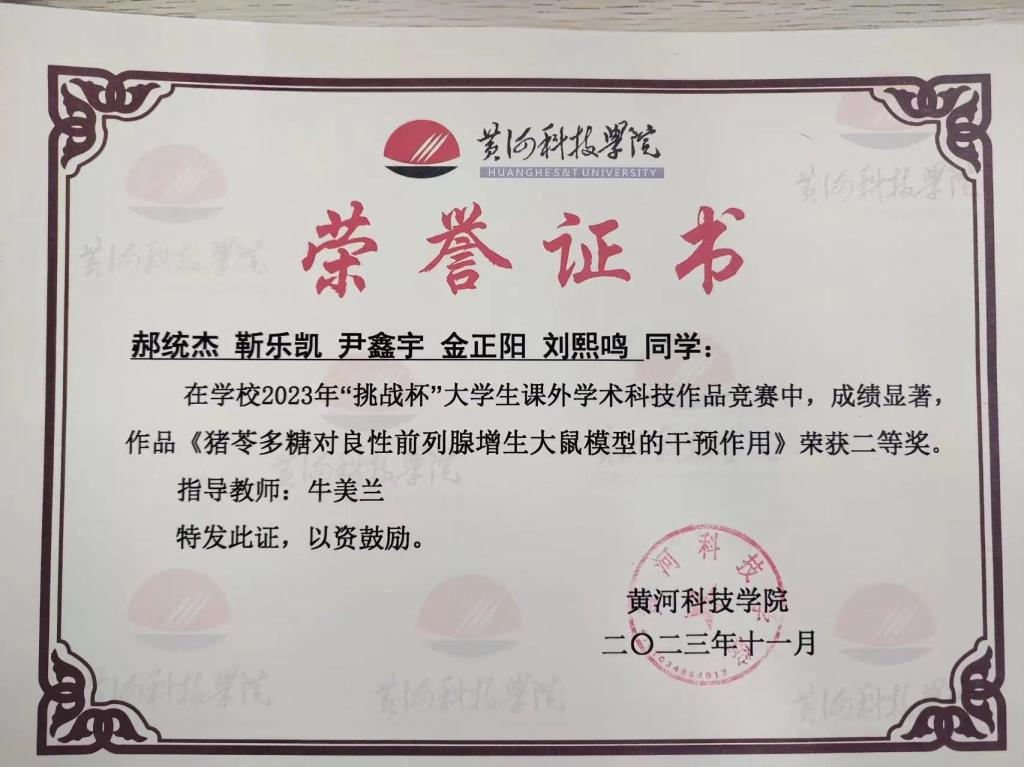 黄河科技学院
HUANGHE S&T UNIVERSITY
荣誉证书
郝统杰 靳乐凯 尹鑫宇 金正阳 刘熙鸣 同学：
在学校2023年“挑战杯”大学生课外学术科技作品竞赛中，成绩显著，
作品《猪苓多糖对良性前列腺增生大鼠模型的干预作用》荣获二等奖。
指导教师：牛美兰
特发此证，以资鼓励。
黄河科技学院
二〇二三年十一月